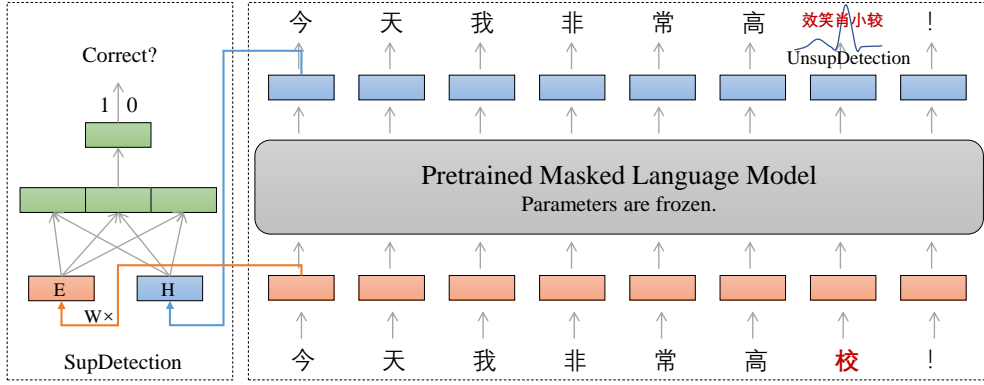 Correct?
1 0
E H
W×
SupDetection
今 天 我 非 常 高 效笑肖小较 !
UnsupDetection
Pretrained Masked Language Model
Parameters are frozen.
今 天 我 非 常 高 校 !